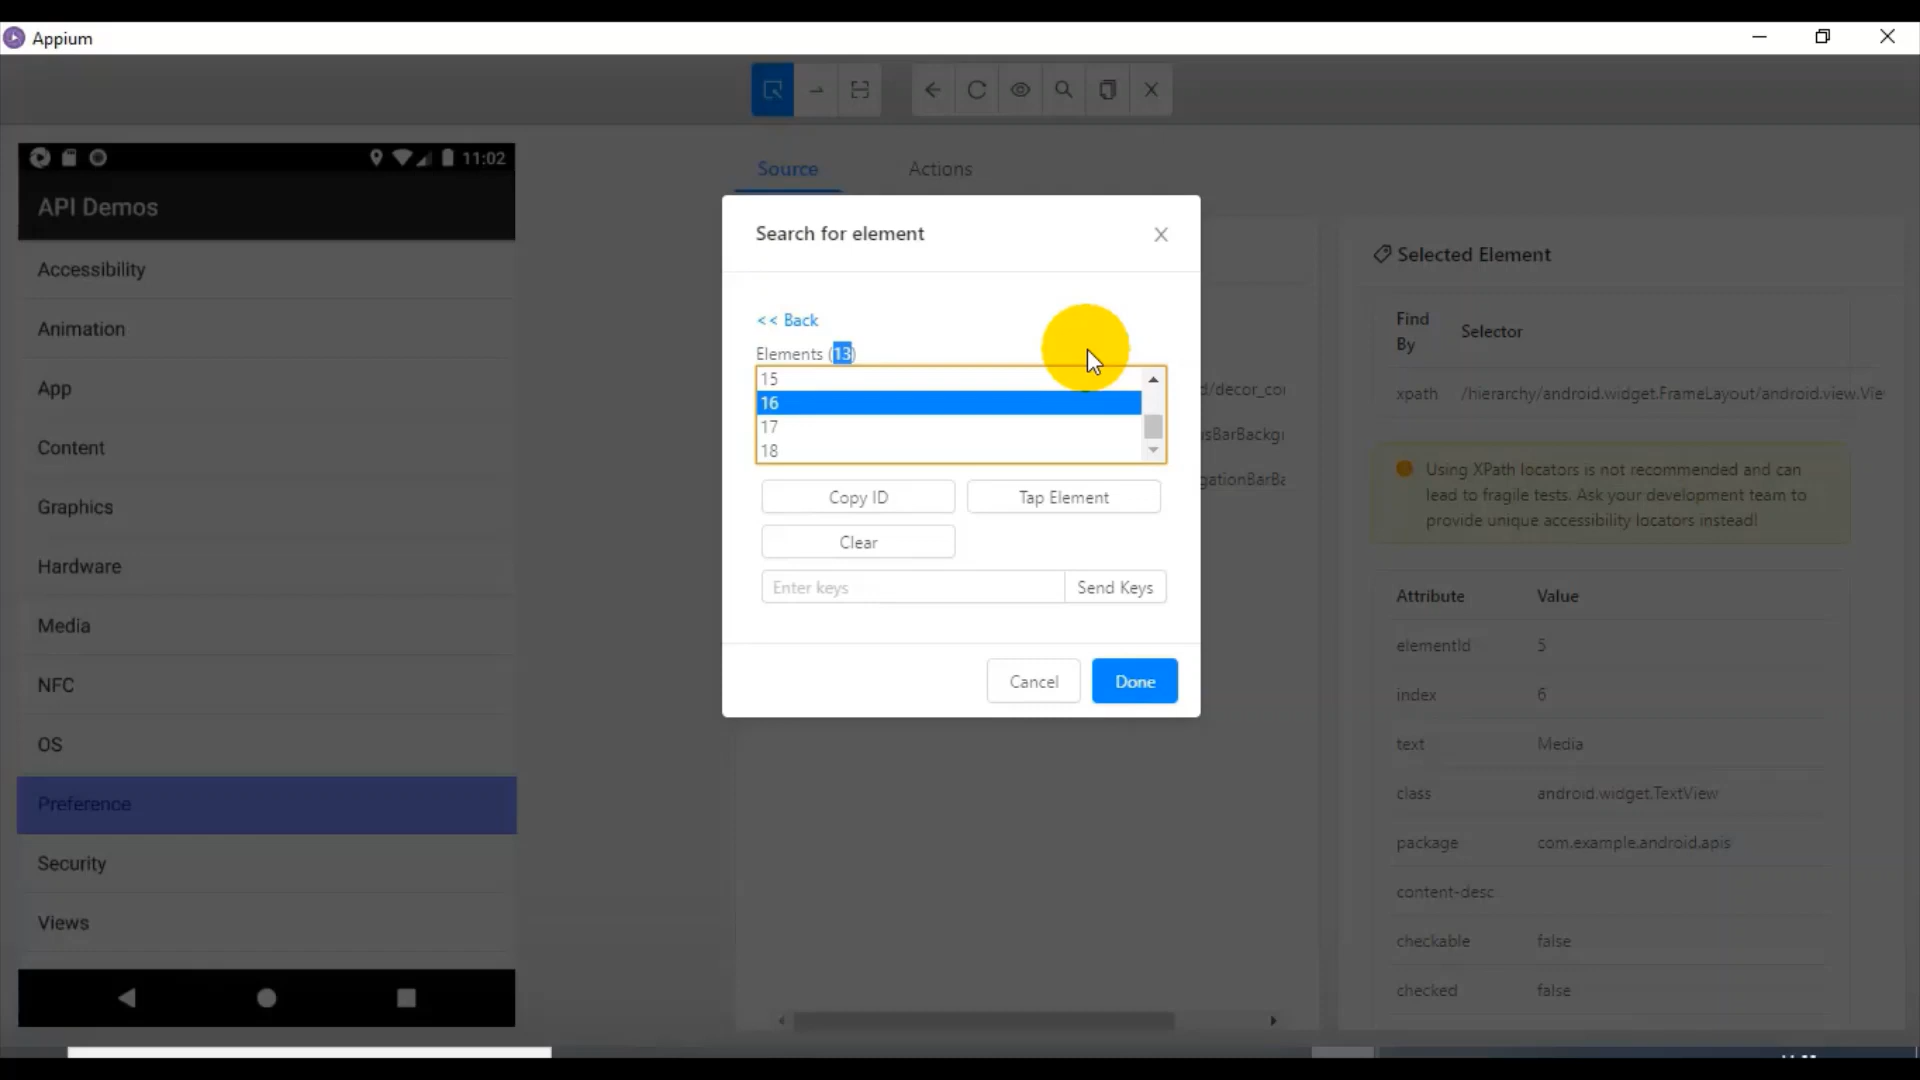 Appium
11:02
API Demos
Accessibility
Animation
App
Content
Graphics
Hardware
Media
NFC
OS
Preference
Security
Views
Source
Actions
Search for element
<< Back
Elements (13)
15
16
17
18
Copy ID
Tap Element
Clear
Enter keys
Send Keys
Cancel
Done
d/decor_cor
usBarBackgr
gationBarBa
Selected Element
Find By
Selector
xpath
/hierarchy/android.widget.FrameLayout/android.view.Vie
Using XPath locators is not recommended and can
lead to fragile tests. Ask your development team to
provide unique accessibility locators instead!
Attribute
Value
elementId
5
index
6
text
Media
class
android.widget.TextView
package
com.example.android.apis
content-desc
checkable
false
checked
false